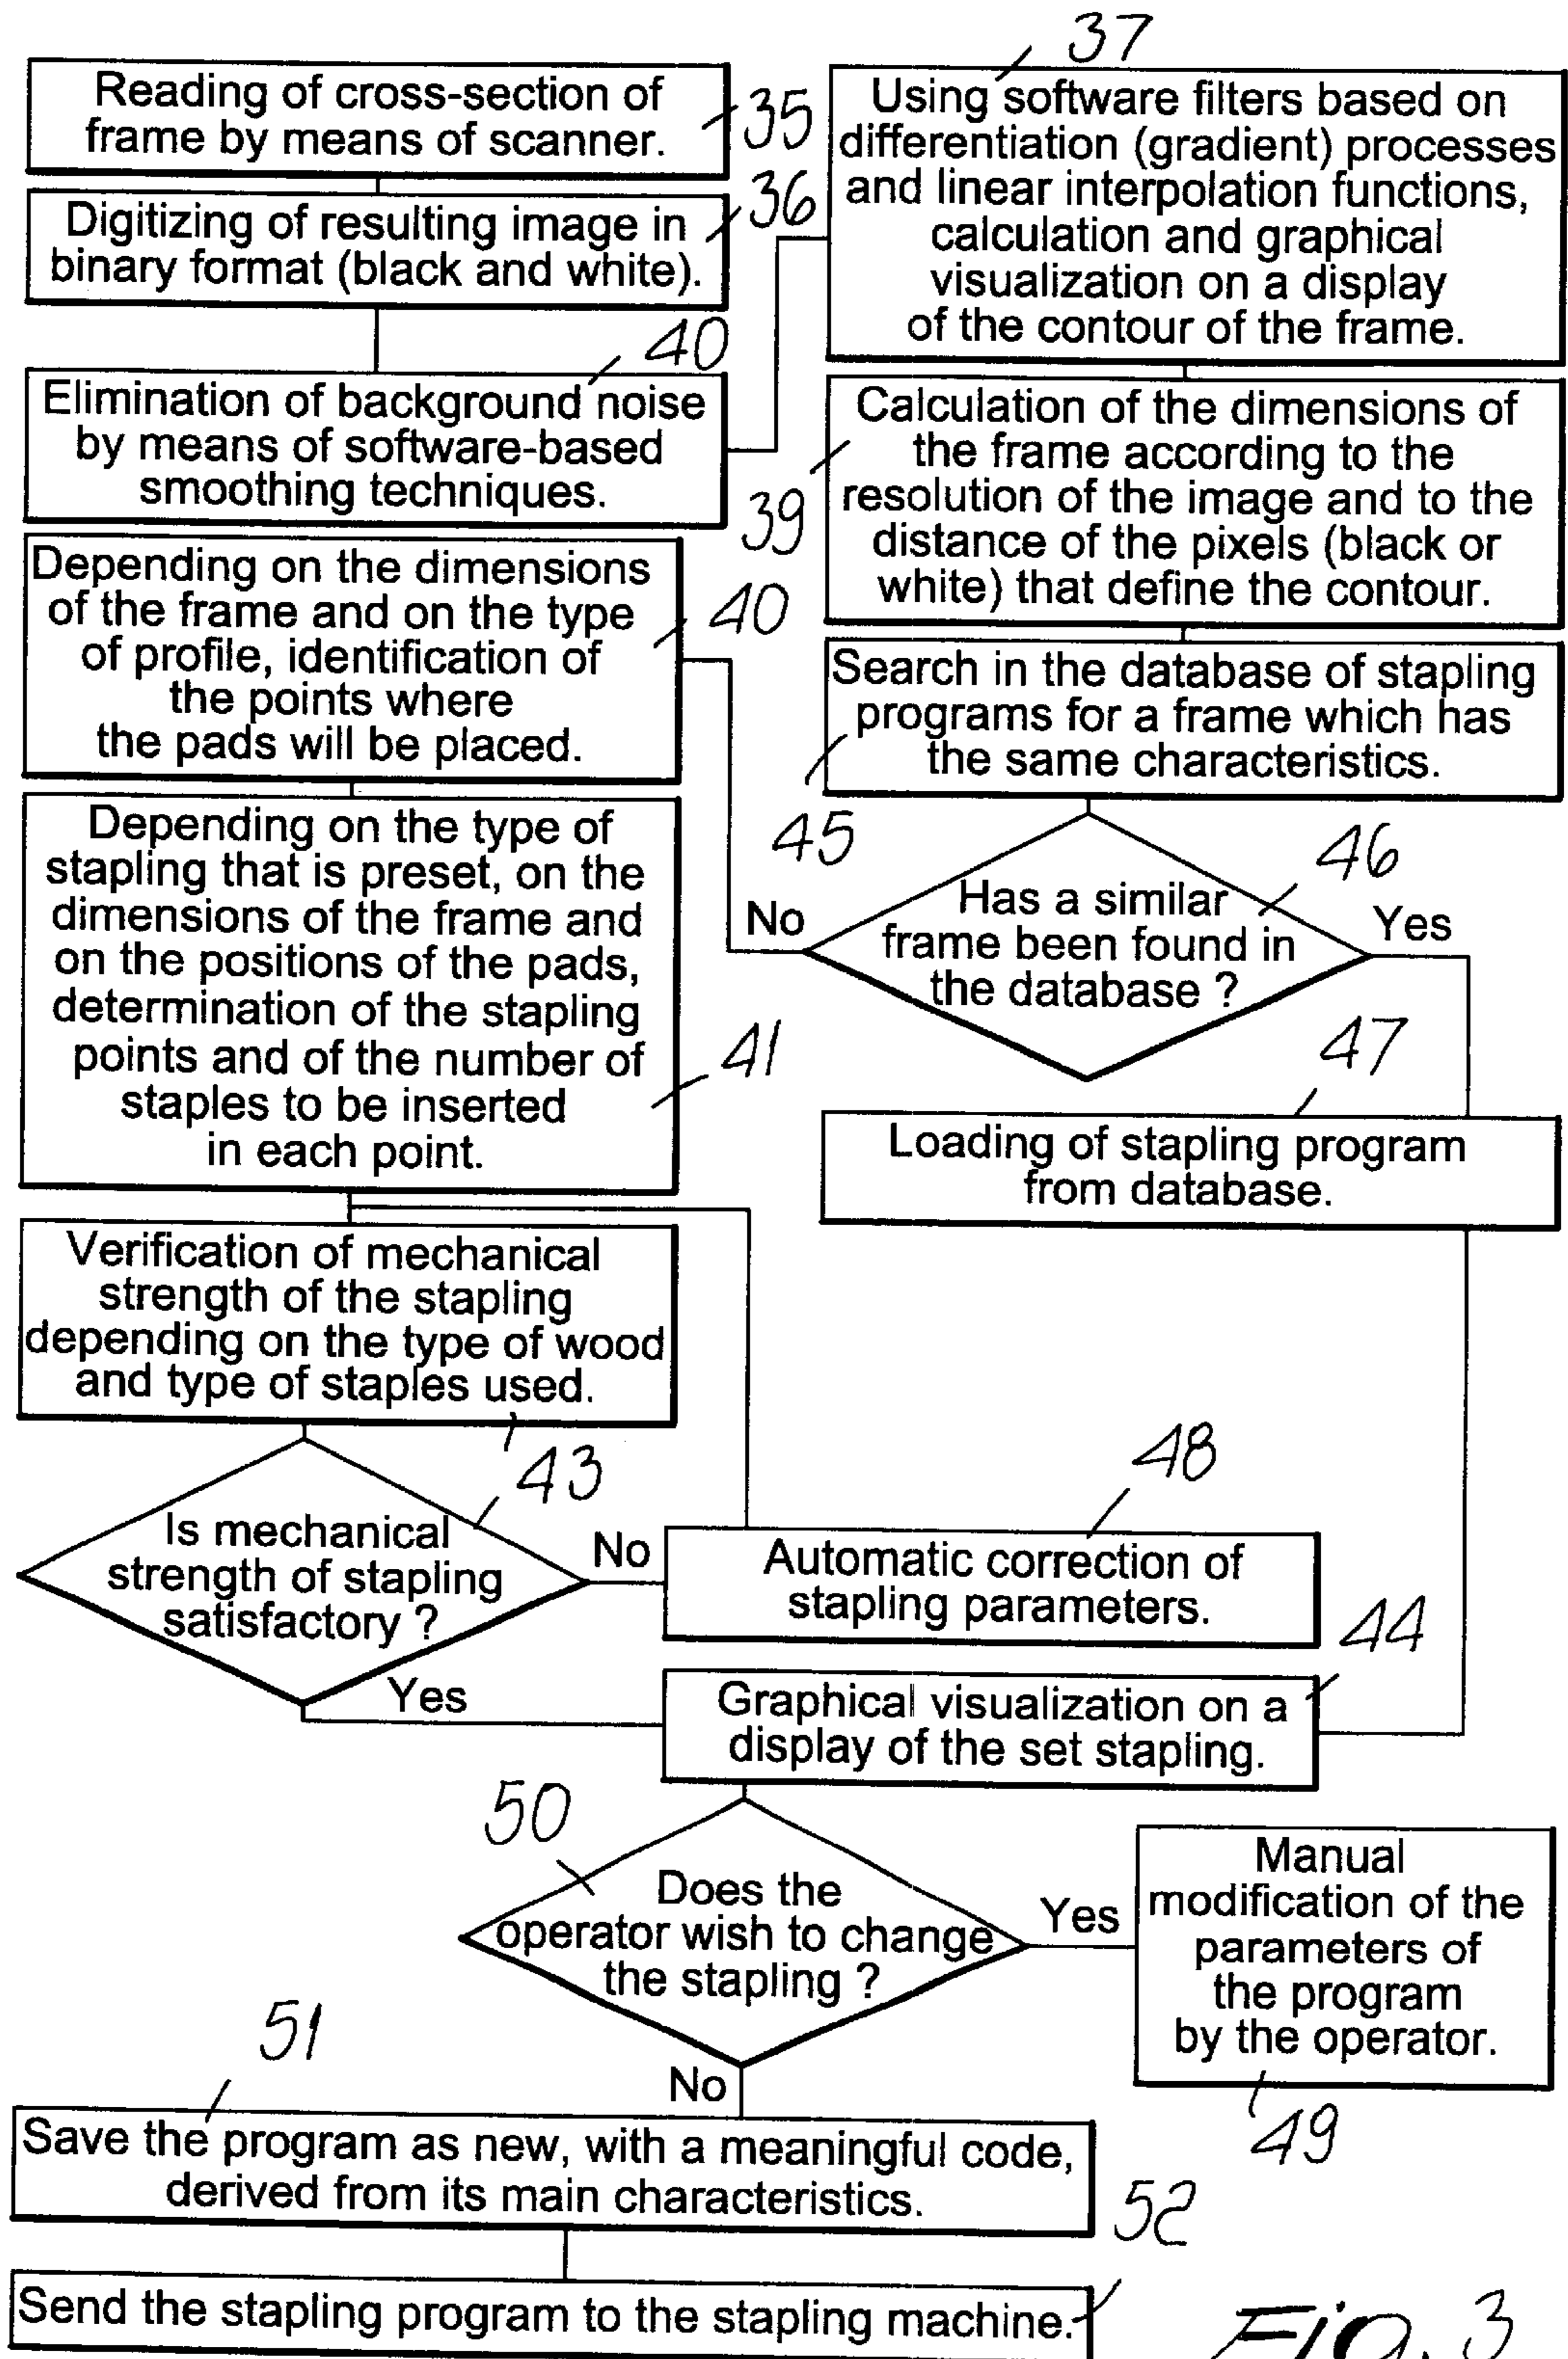 Reading of cross-section of
frame by means of scanner.
35
Digitizing of resulting image in
binary format (black and white).
36
40
Elimination of background noise
by means of software-based
smoothing techniques.
37
Using software filters based on
differentiation (gradient) processes
and linear interpolation functions,
calculation and graphical
visualization on a display
of the contour of the frame.
Calculation of the dimensions of
the frame according to the
resolution of the image and to the
distance of the pixels (black or
white) that define the contour.
39
Search in the database of stapling
programs for a frame which has
the same characteristics.
45
46
Has a similar
frame been found in
the database ?
No
Yes
Depending on the dimensions
of the frame and on the type
of profile, identification of
the points where
the pads will be placed.
40
Depending on the type of
stapling that is preset, on the
dimensions of the frame and
on the positions of the pads,
determination of the stapling
points and of the number of
staples to be inserted
in each point.
41
47
Loading of stapling program
from database.
Verification of mechanical
strength of the stapling
depending on the type of wood
and type of staples used.
43
Is mechanical
strength of stapling
satisfactory ?
No
Yes
48
Automatic correction of
stapling parameters.
44
Graphical visualization on a
display of the set stapling.
50
Does the
operator wish to change
the stapling ?
Yes
No
Manual
modification of the
parameters of
the program
by the operator.
49
51
Save the program as new, with a meaningful code,
derived from its main characteristics.
52
Send the stapling program to the stapling machine.
Fig. 3